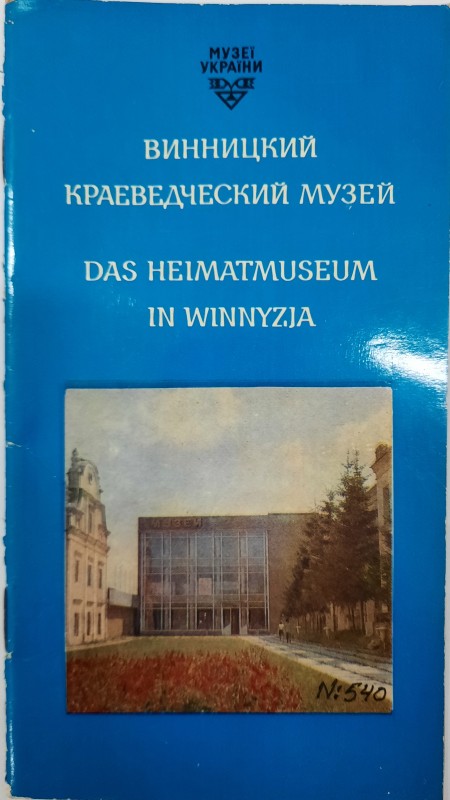 МУЗЕЇ
УКРАЇНИ
ВИННИЦКИЙ
КРАЕВЕДЧЕСКИЙ МУЗЕЙ
DAS HEIMATMUSEUM
IN WINNYZJA
МУЗЕЙ
N:540